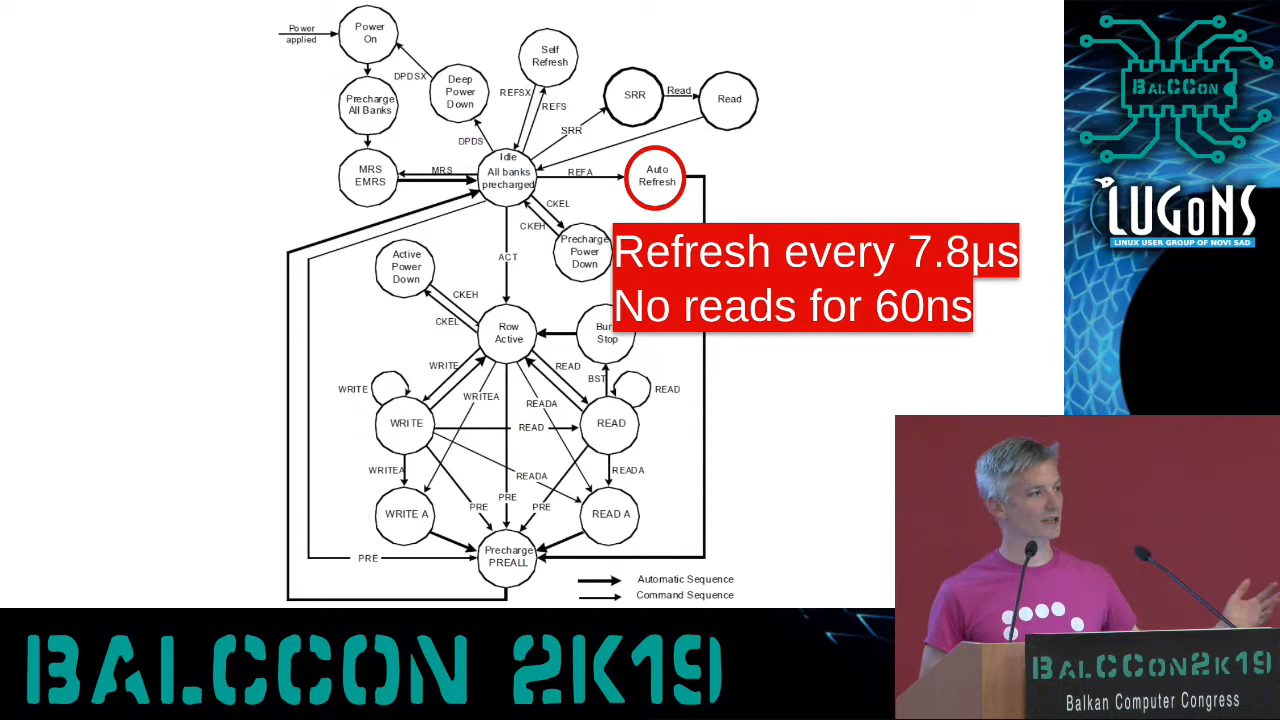 Power
applied
Power
On
DPDSX
Deep
Power
Down
Self
Refresh
REFSX
REFS
SRR
Read
Read
Precharge
All Banks
DPDS
SRR
MRS
EMRS
MRS
Idle
All banks
precharged
REFA
Auto
Refresh
CKEL
CKEH
Precharge
Power
Down
Refresh every 7.8μs
No reads for 60ns
ACT
Active
Power
Down
CKEH
CKEL
Row
Active
Stop
WRITE
READ
BST
WRITE
READ
WRITEA
READA
WRITE
READ
READ
WRITEA
READA
READA
PRE
PRE
PRE
WRITE A
READ A
PRE
Precharge
PREALL
Automatic Sequence
Command Sequence
BALCCON
LUGONS
LINUX USER GROUP OF NOVI SAD
BALCCON 2K19
BALCCON2K19
Balkan Computer Congress